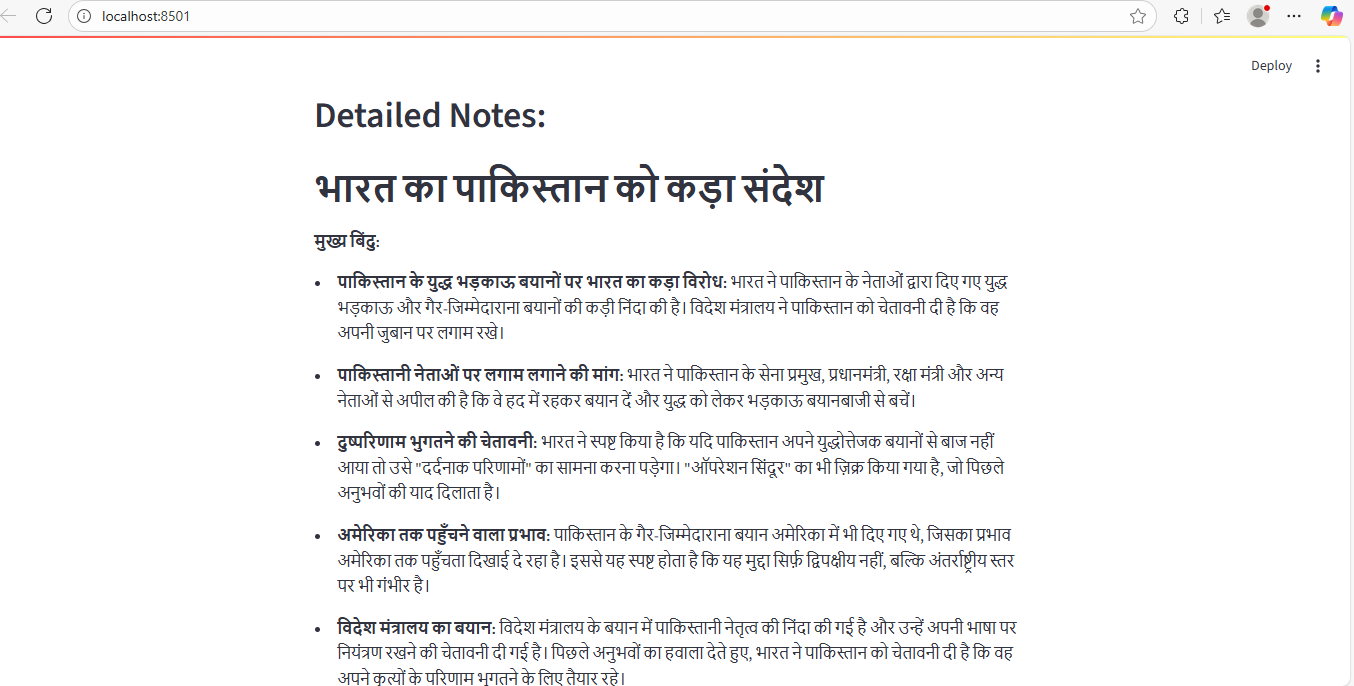 localhost:8501
Deploy
Detailed Notes:
भारत का पाकिस्तान को कड़ा संदेश
मुख्य बिंदु:
• पाकिस्तान के युद्ध भड़काऊ बयानों पर भारत का कड़ा विरोध: भारत ने पाकिस्तान के नेताओं द्वारा दिए गए युद्ध
भड़काऊ और गैर-जिम्मेदाराना बयानों की कड़ी निंदा की है। विदेश मंत्रालय ने पाकिस्तान को चेतावनी दी है कि वह
अपनी जुबान पर लगाम रखे।
• पाकिस्तानी नेताओं पर लगाम लगाने की मांग: भारत ने पाकिस्तान के सेना प्रमुख, प्रधानमंत्री, रक्षा मंत्री और अन्य
नेताओं से अपील की है कि वे हद में रहकर बयान दें और युद्ध को लेकर भड़काऊ बयानबाजी से बचें।
• दुष्परिणाम भुगतने की चेतावनी: भारत ने स्पष्ट किया है कि यदि पाकिस्तान अपने युद्धोत्तेजक बयानों से बाज नहीं
आया तो उसे "दर्दनाक परिणामों" का सामना करना पड़ेगा। "ऑपरेशन सिंदूर" का भी ज़िक्र किया गया है, जो पिछले
अनुभवों की याद दिलाता है।
• अमेरिका तक पहुँचने वाला प्रभाव: पाकिस्तान के गैर-जिम्मेदाराना बयान अमेरिका में भी दिए गए थे, जिसका प्रभाव
अमेरिका तक पहुँचता दिखाई दे रहा है। इससे यह स्पष्ट होता है कि यह मुद्दा सिर्फ़ द्विपक्षीय नहीं, बल्कि अंतर्राष्ट्रीय स्तर
पर भी गंभीर है।
• विदेश मंत्रालय का बयान: विदेश मंत्रालय के बयान में पाकिस्तानी नेतृत्व की निंदा की गई है और उन्हें अपनी भाषा पर
नियंत्रण रखने की चेतावनी दी गई है। पिछले अनुभवों का हवाला देते हुए, भारत ने पाकिस्तान को चेतावनी दी है कि वह
अपने कृत्यों के परिणाम भुगतने के लिए तैयार रहे।